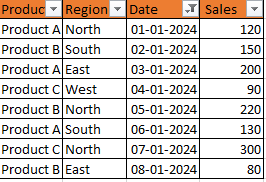 Produc Region Date Sales
Product A North 01-01-2024 120
Product B South 02-01-2024 150
Product A East 03-01-2024 200
Product C West 04-01-2024 90
Product B North 05-01-2024 220
Product A South 06-01-2024 130
Product C North 07-01-2024 300
Product B East 08-01-2024 80